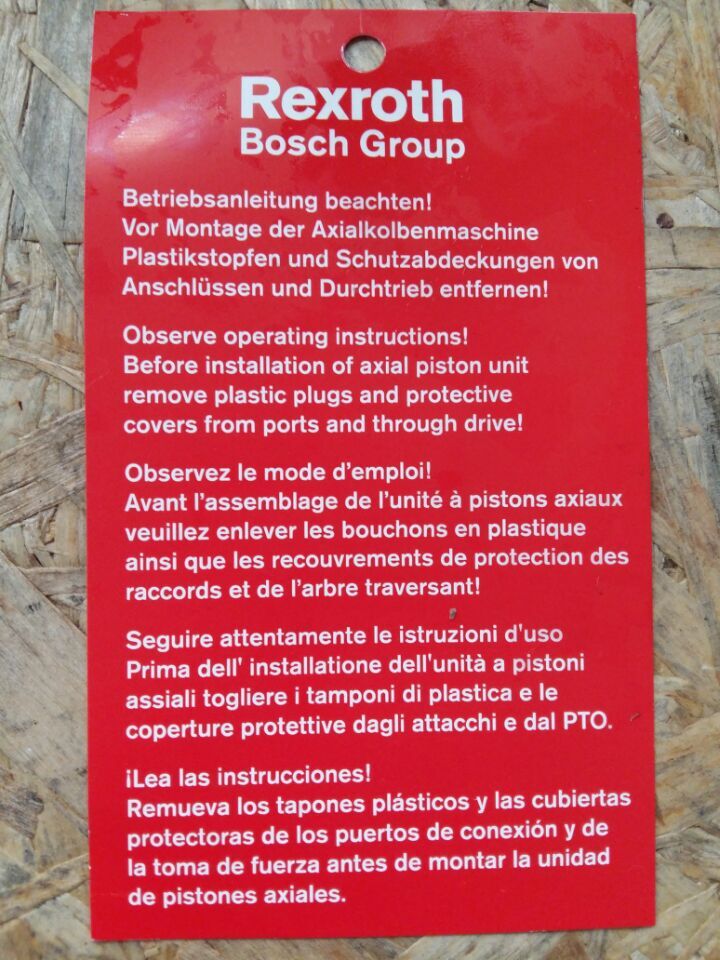 Rexroth
Bosch Group
Betriebsanleitung beachten!
Vor Montage der Axialkolbenmaschine
Plastikstopfen und Schutzabdeckungen von
Anschlüssen und Durchtrieb entfernen!
Observe operating instructions!
Before installation of axial piston unit
remove plastic plugs and protective
covers from ports and through drive!
Observez le mode d'emploi!
Avant l'assemblage de l'unité à pistons axiaux
veuillez enlever les bouchons en plastique
ainsi que les recouvrements de protection des
raccords et de l'arbre traversant!
Seguire attentamente le istruzioni d'uso
Prima dell' installatione dell'unità a pistoni
assiali togliere i tamponi di plastica e le
coperture protettive dagli attacchi e dal PTO.
¡Lea las instrucciones!
Remueva los tapones plásticos y las cubiertas
protectoras de los puertos de conexión y de
la toma de fuerza antes de montar la unidad
de pistones axiales.